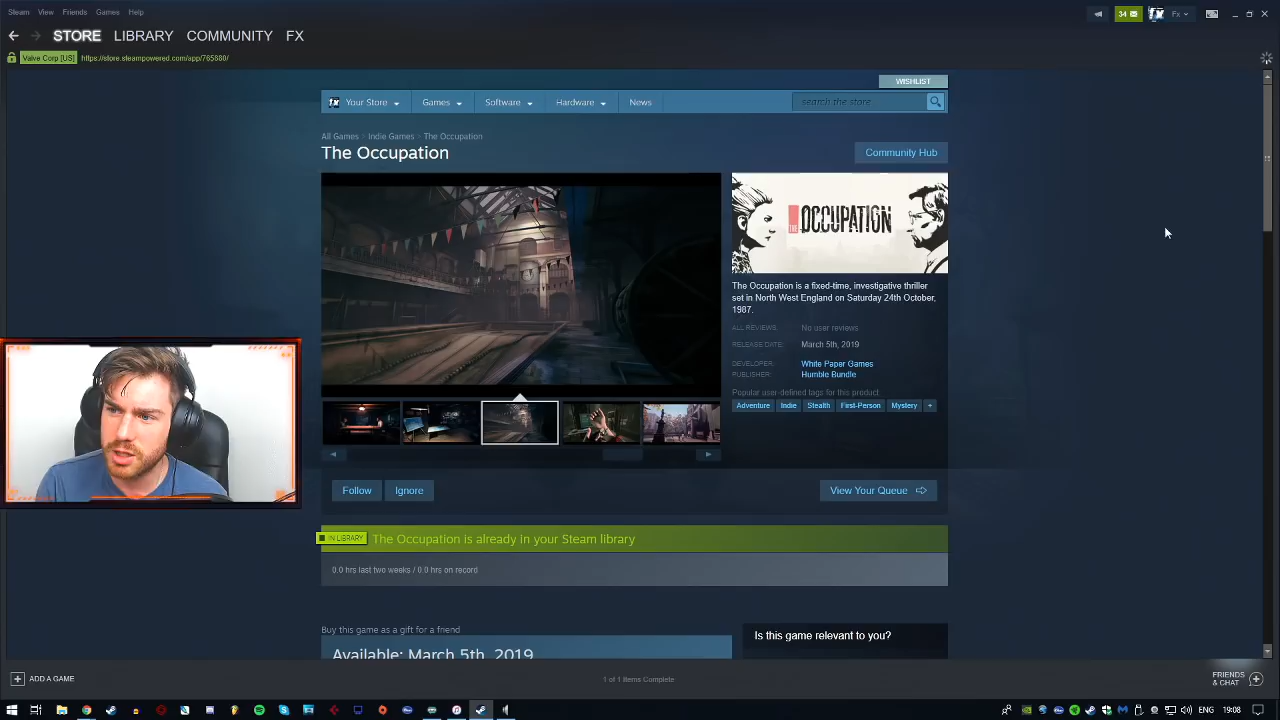 Steam View Friends Games Help
34
Fx
STORE LIBRARY COMMUNITY FX
Valve Corp [US] https://store.steampowered.com/app/765880/
WISHLIST
Your Store Games Software Hardware News search the store
All Games > Indie Games > The Occupation
The Occupation
Community Hub
THE OCCUPATION
The Occupation is a fixed-time, investigative thriller
set in North West England on Saturday 24th October,
1987.
ALL REVIEWS: No user reviews
RELEASE DATE: March 5th, 2019
DEVELOPER: White Paper Games
PUBLISHER: Humble Bundle
Popular user-defined tags for this product:
Adventure Indie Stealth First-Person Mystery +
Follow Ignore View Your Queue
IN LIBRARY The Occupation is already in your Steam library
0.0 hrs last two weeks / 0.0 hrs on record
Buy this game as a gift for a friend
Is this game relevant to you?
Available: March 5th, 2019
+ ADD A GAME
1 of 1 Items Complete
FRIENDS
& CHAT
ENG 19:08